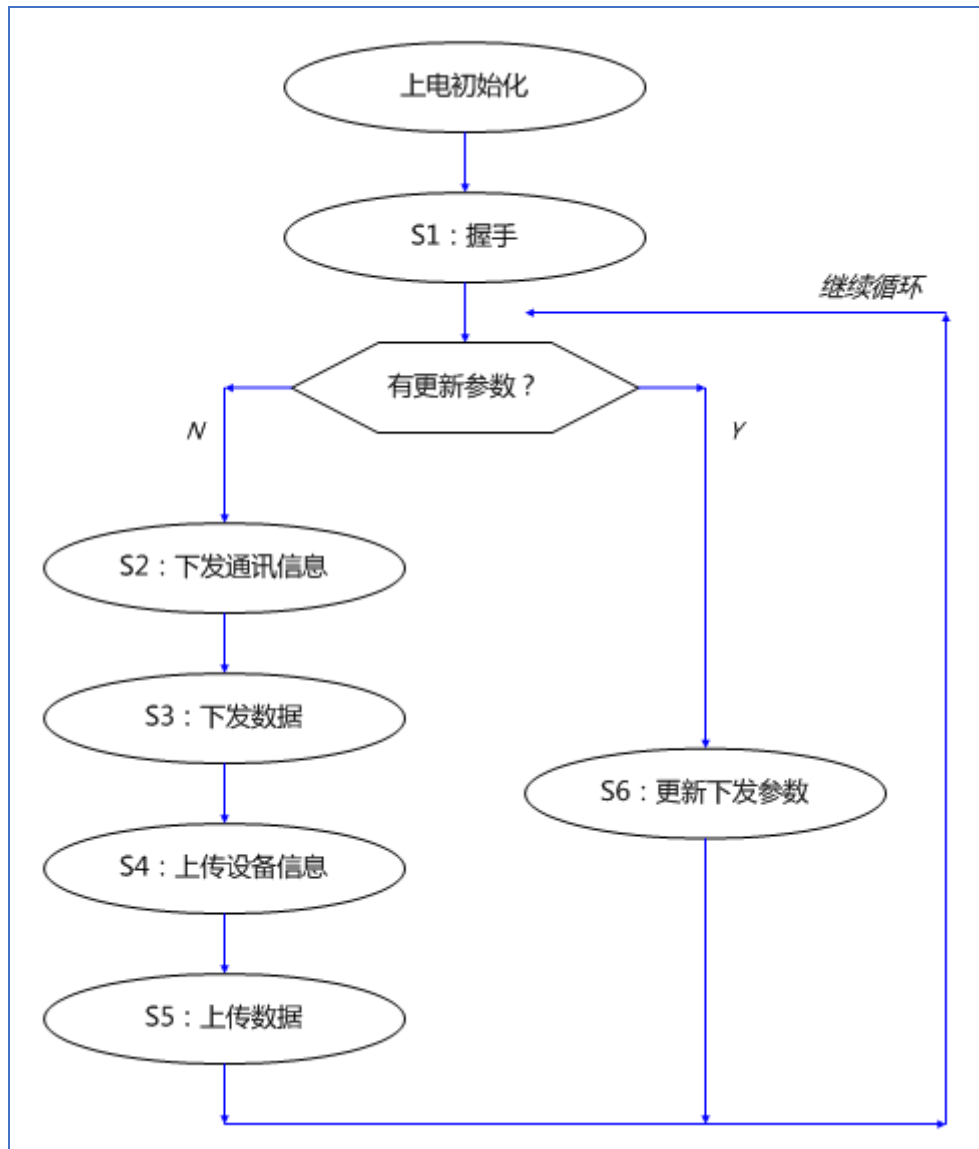 上电初始化
S1：握手
继续循环
有更新参数？
N
Y
S2：下发通讯信息
S3：下发数据
S6：更新下发参数
S4：上传设备信息
S5：上传数据